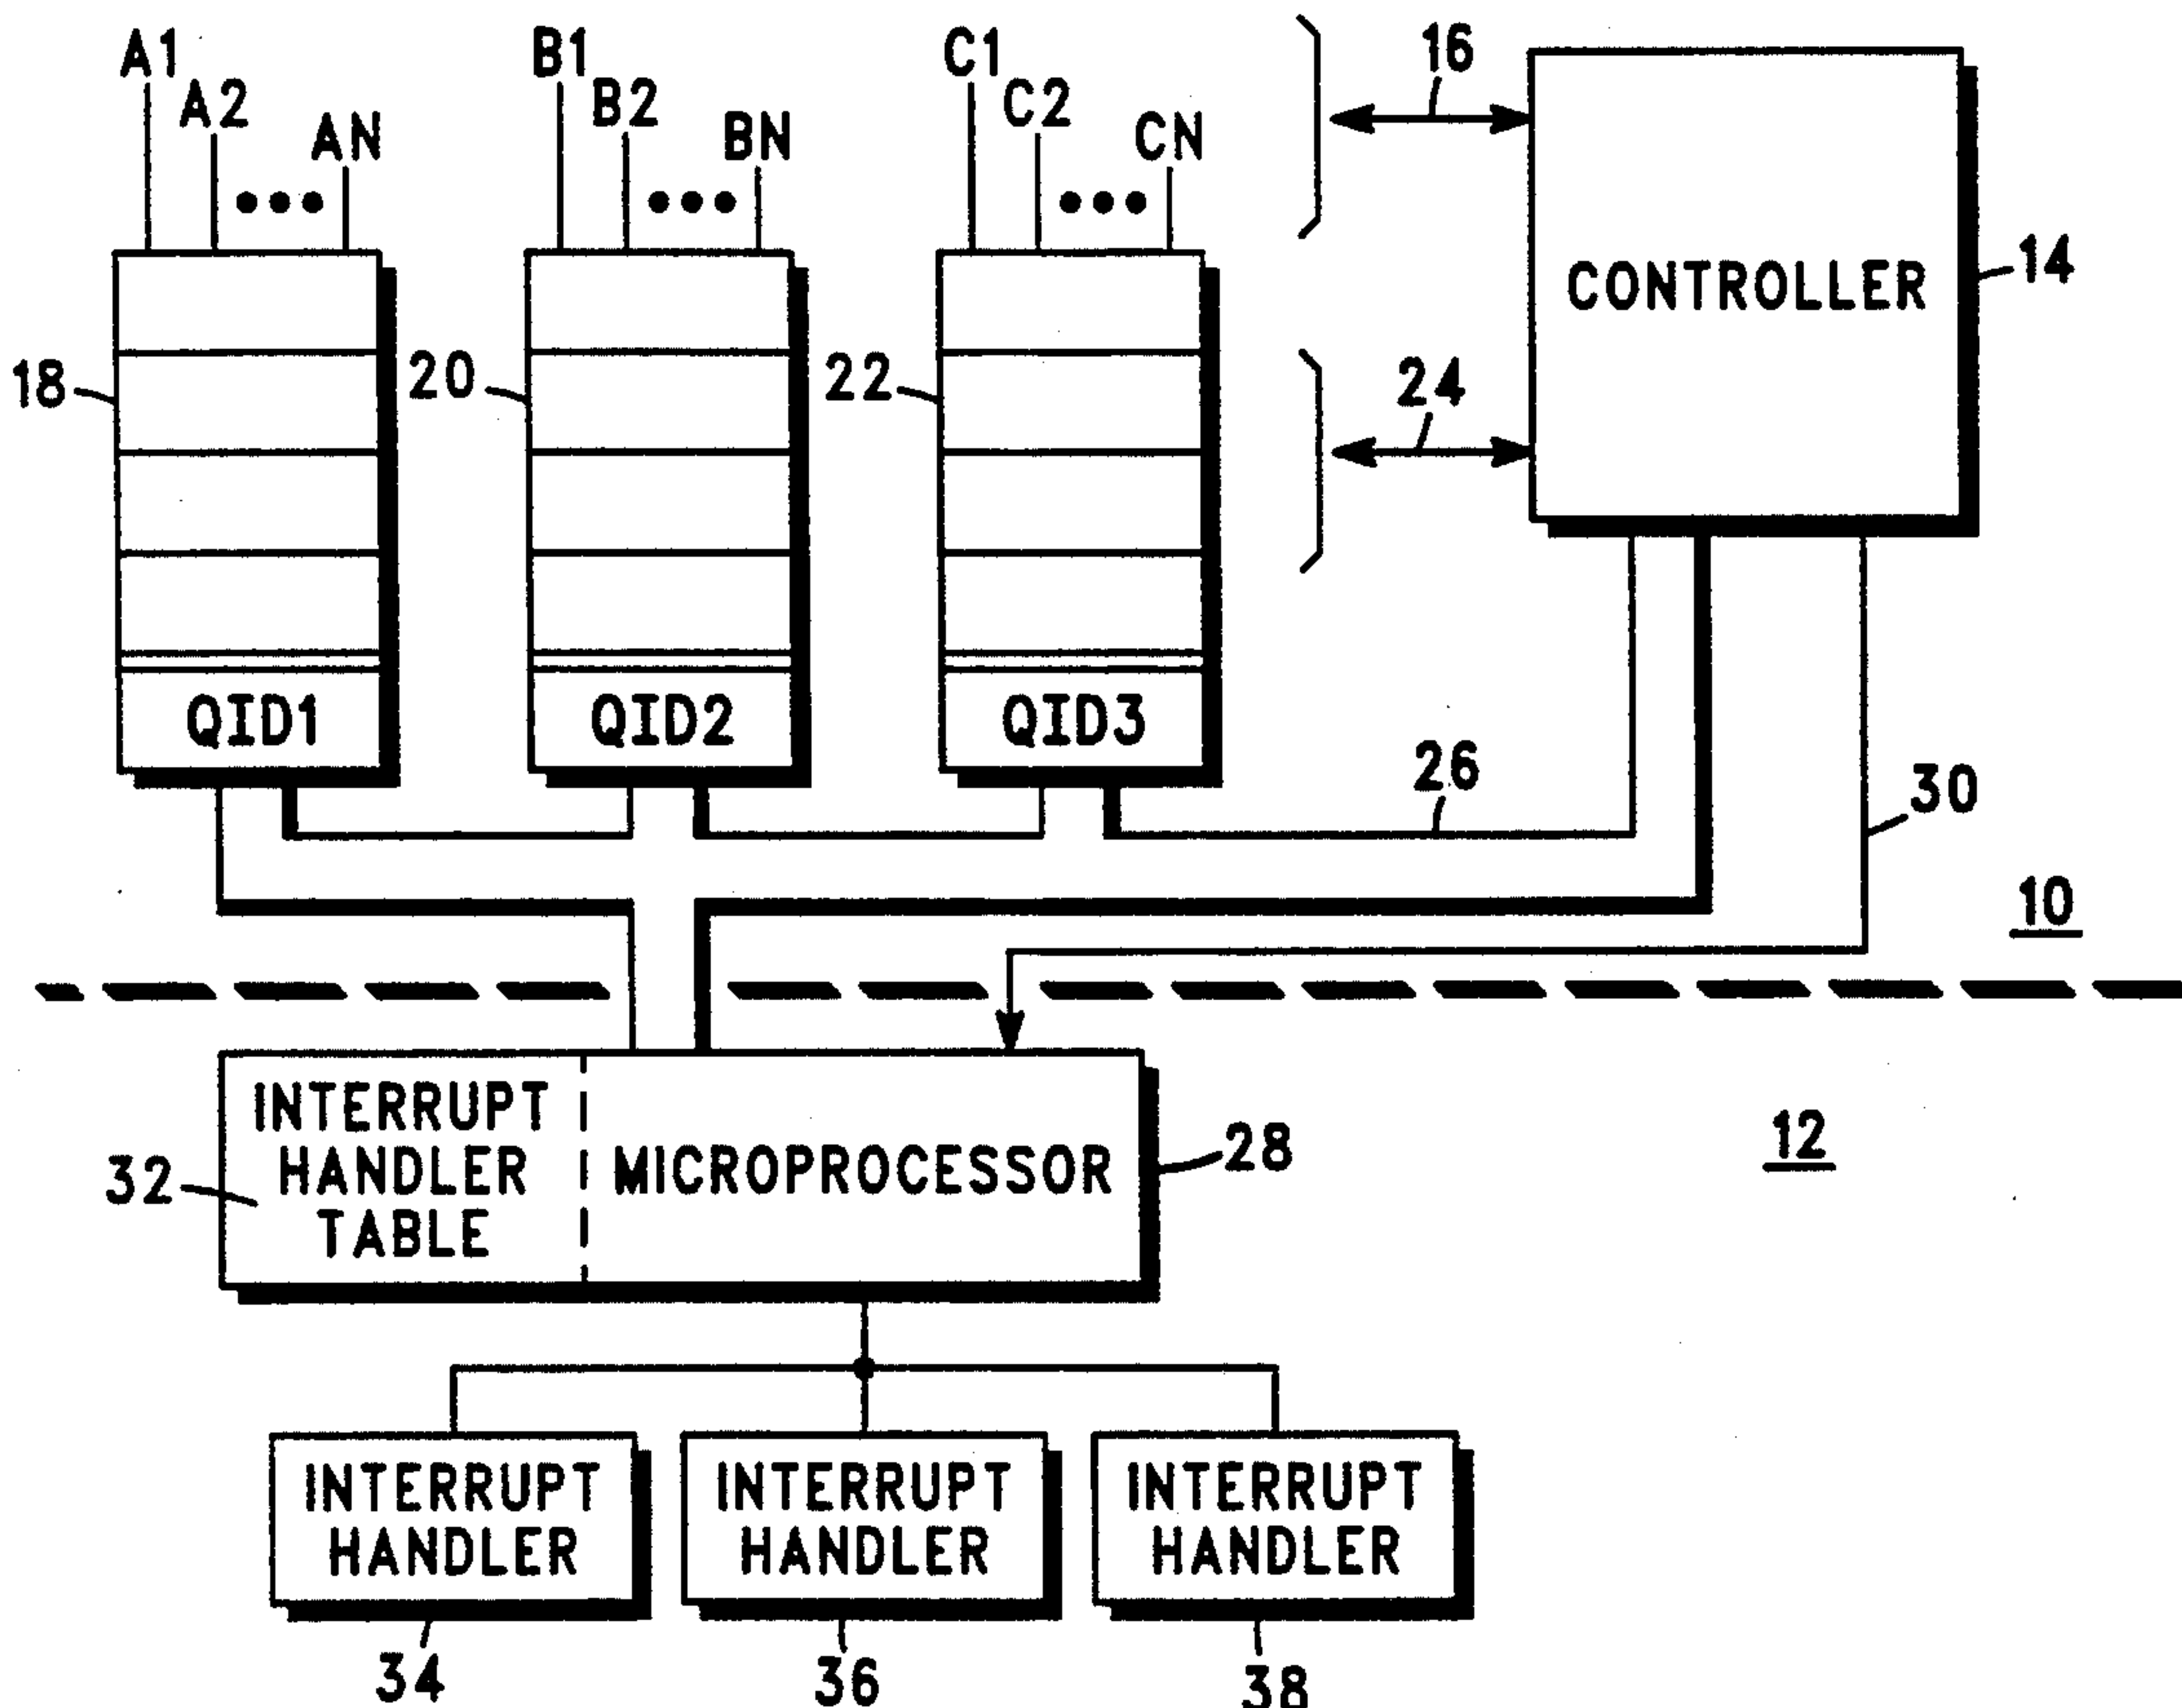 A1
A2
AN
B1
B2
BN
C1
C2
CN
16
CONTROLLER
14
18
20
22
24
QID1
QID2
QID3
26
30
10
INTERRUPT
HANDLER
TABLE
32
MICROPROCESSOR
28
12
INTERRUPT
HANDLER
INTERRUPT
HANDLER
INTERRUPT
HANDLER
34
36
38